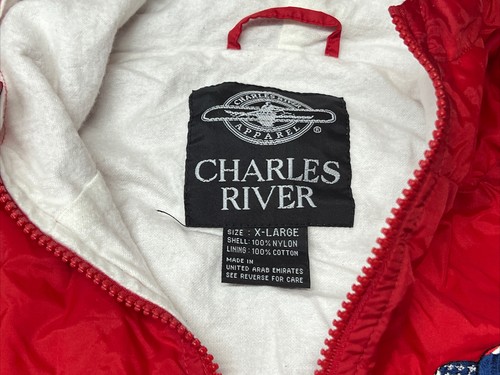 CHARLES RIVER
APPAREL ®
CHARLES
RIVER
SIZE : X-LARGE
SHELL: 100% NYLON
LINING: 100% COTTON
MADE IN
UNITED ARAB EMIRATES
SEE REVERSE FOR CARE